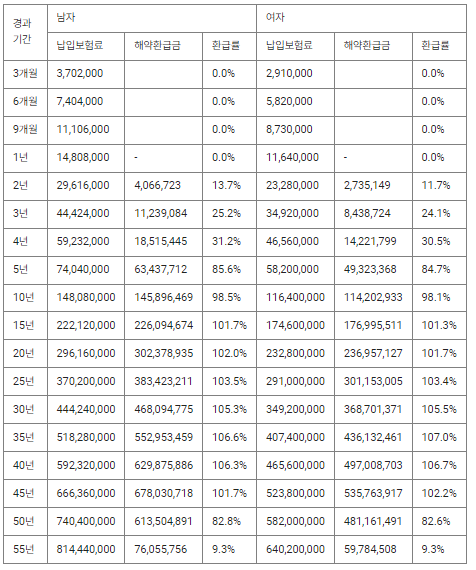 경과 기간 남자 여자
납입보험료 해약환급금 환급률 납입보험료 해약환급금 환급률
3개월 3,702,000 0.0% 2,910,000 0.0%
6개월 7,404,000 0.0% 5,820,000 0.0%
9개월 11,106,000 0.0% 8,730,000 0.0%
1년 14,808,000 - 0.0% 11,640,000 - 0.0%
2년 29,616,000 4,066,723 13.7% 23,280,000 2,735,149 11.7%
3년 44,424,000 11,239,084 25.2% 34,920,000 8,438,724 24.1%
4년 59,232,000 18,515,445 31.2% 46,560,000 14,221,799 30.5%
5년 74,040,000 63,437,712 85.6% 58,200,000 49,323,368 84.7%
10년 148,080,000 145,896,469 98.5% 116,400,000 114,202,933 98.1%
15년 222,120,000 226,094,674 101.7% 174,600,000 176,995,511 101.3%
20년 296,160,000 302,378,935 102.0% 232,800,000 236,957,127 101.7%
25년 370,200,000 383,423,211 103.5% 291,000,000 301,153,005 103.4%
30년 444,240,000 468,094,775 105.3% 349,200,000 368,701,371 105.5%
35년 518,280,000 552,953,459 106.6% 407,400,000 436,132,461 107.0%
40년 592,320,000 629,875,886 106.3% 465,600,000 497,008,703 106.7%
45년 666,360,000 678,030,718 101.7% 523,800,000 535,763,917 102.2%
50년 740,400,000 613,504,891 82.8% 582,000,000 481,161,491 82.6%
55년 814,440,000 76,055,756 9.3% 640,200,000 59,784,508 9.3%